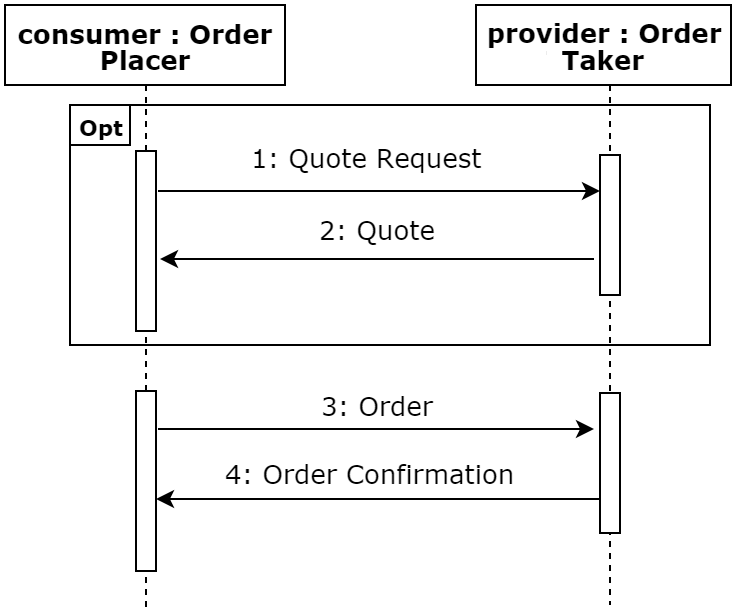 consumer : Order
Placer
provider : Order
Taker
Opt
1: Quote Request
2: Quote
3: Order
4: Order Confirmation